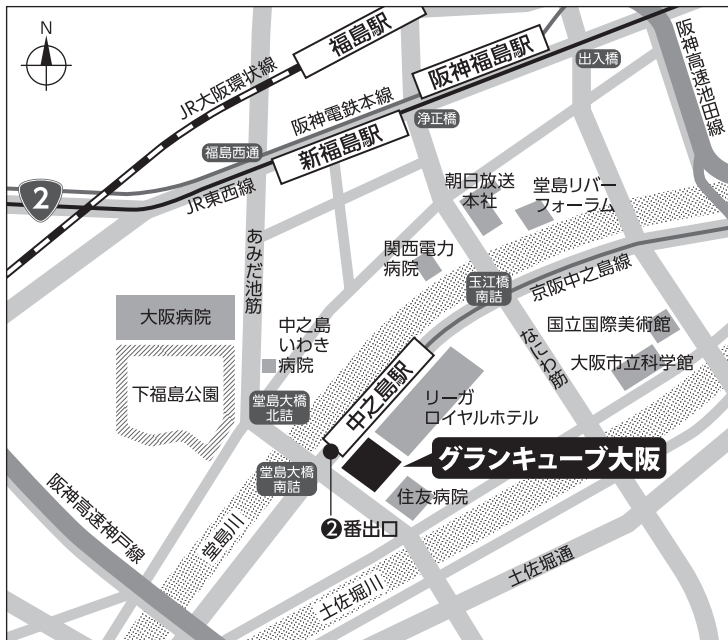 N
福島駅
JR大阪環状線
阪神福島駅
出入橋
阪神高速池田線
阪神電鉄本線
浄正橋
福島西通
新福島駅
2
JR東西線
朝日放送
本社
堂島リバー
フォーラム
あみだ池筋
関西電力
病院
玉江橋
南詰
京阪中之島線
大阪病院
中之島
いわき
病院
国立国際美術館
なにわ筋
大阪市立科学館
下福島公園
中之島駅
リーガ
ロイヤルホテル
堂島大橋
北詰
グランキューブ大阪
堂島大橋
南詰
住友病院
阪神高速神戸線
❷番出口
堂島川
土佐堀川
土佐堀通